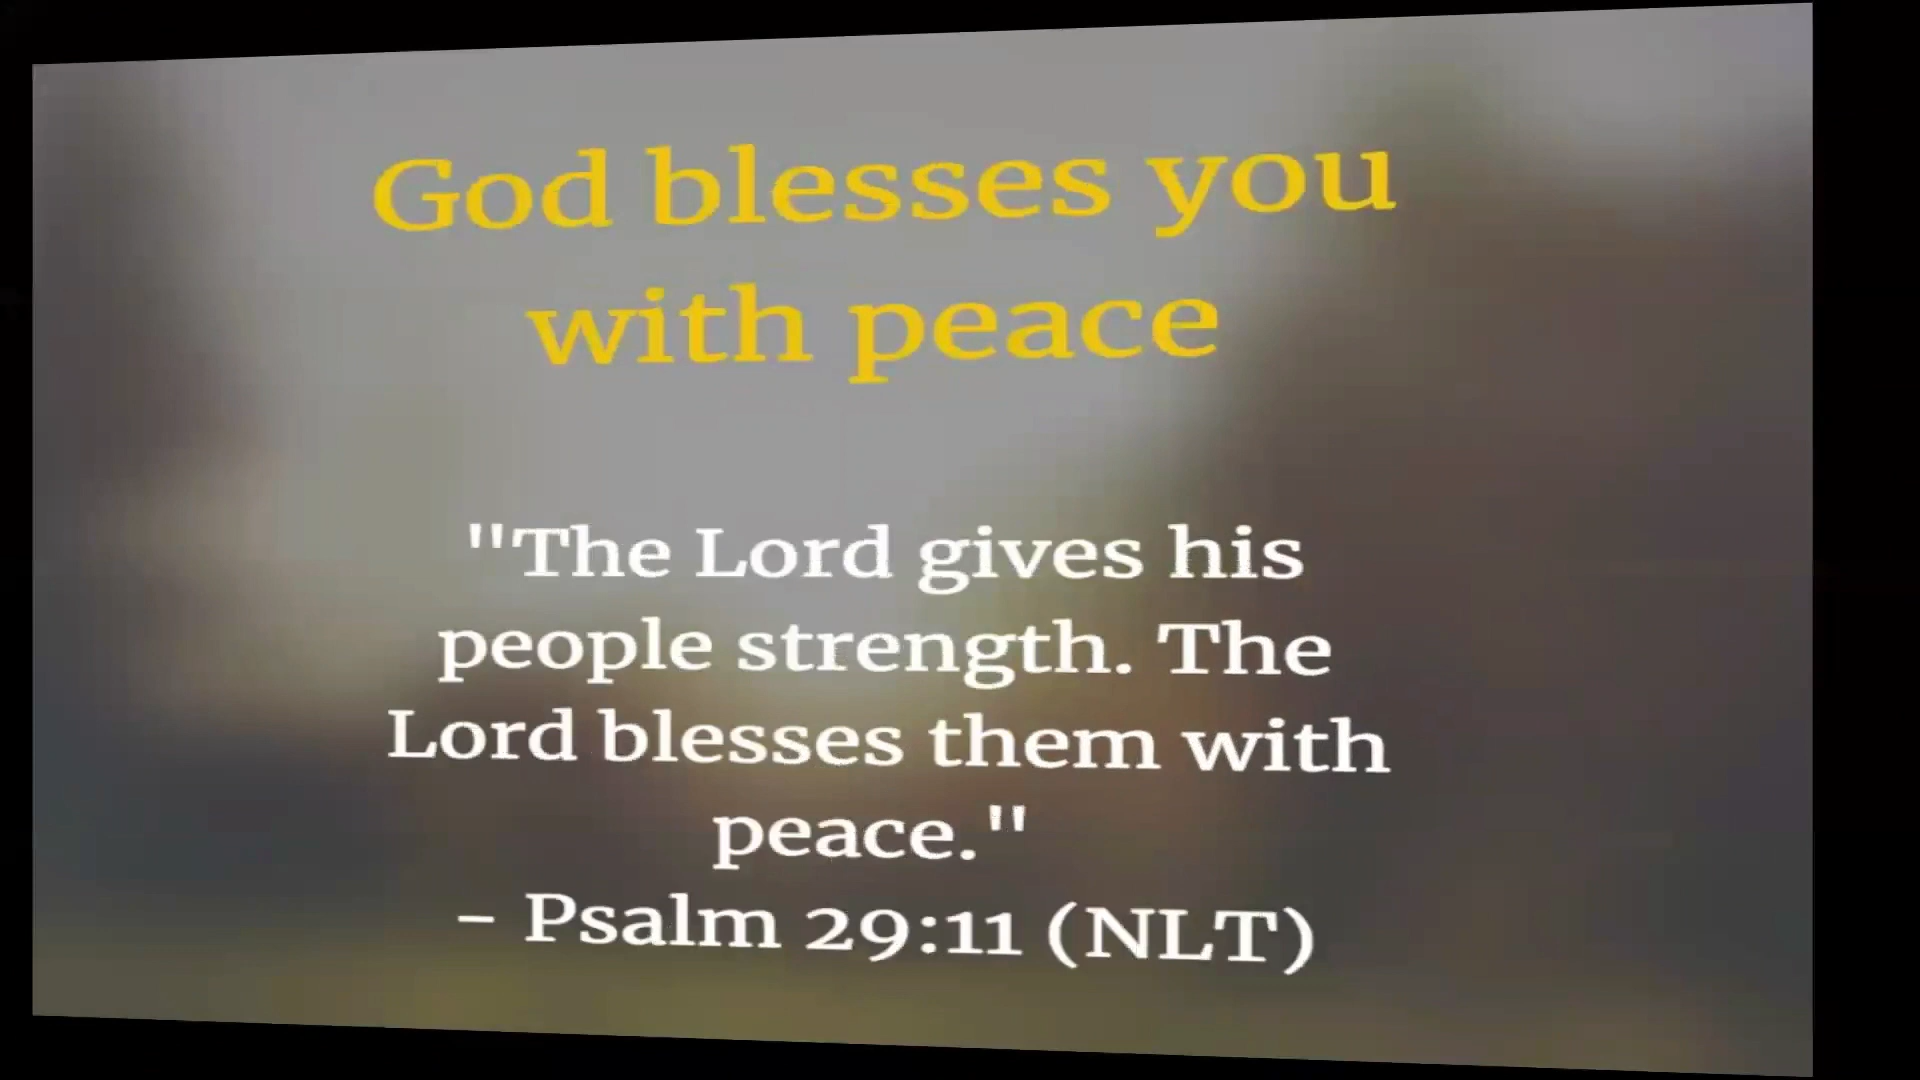 God blesses you
with peace
"The Lord gives his
people strength. The
Lord blesses them with
peace."
– Psalm 29:11 (NLT)